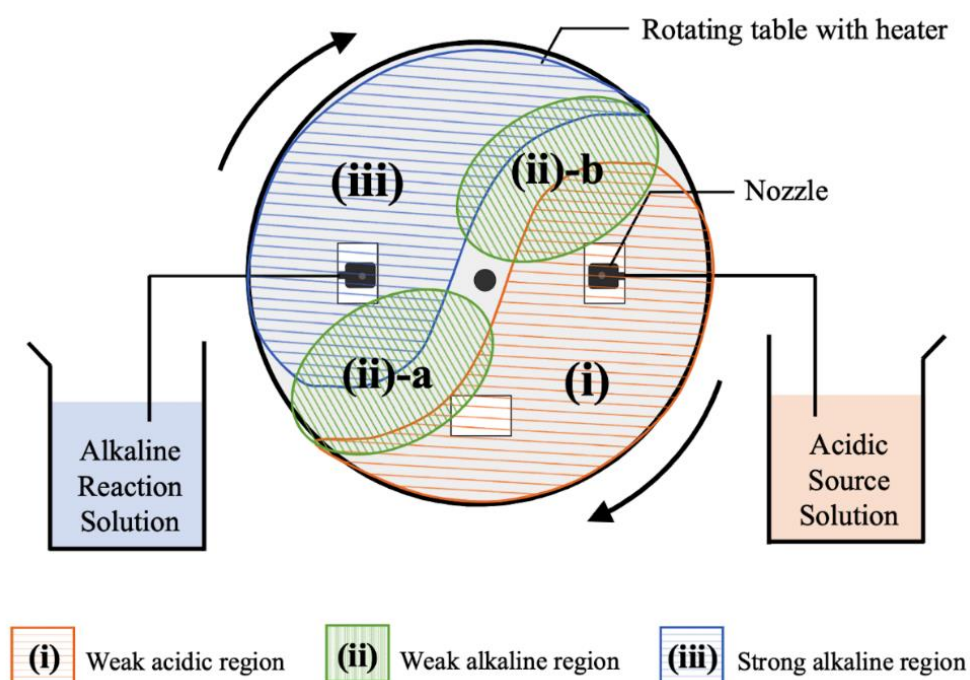 Rotating table with heater
(iii)
(ii)-b
Nozzle
(ii)-a
(i)
Alkaline
Reaction
Solution
Acidic
Source
Solution
(i) Weak acidic region
(ii) Weak alkaline region
(iii) Strong alkaline region